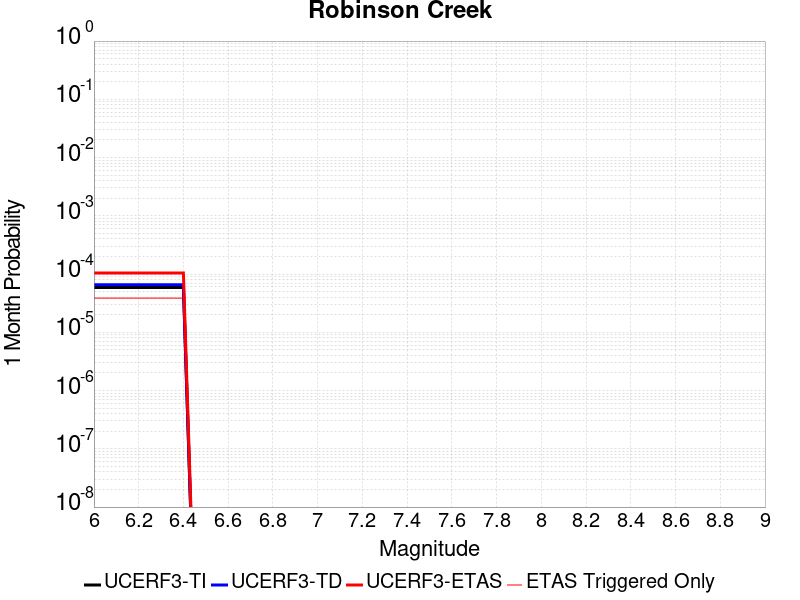 Robinson Creek
10^0
10^-1
10^-2
10^-3
10^-4
10^-5
10^-6
10^-7
10^-8
1 Month Probability
6 6.2 6.4 6.6 6.8 7 7.2 7.4 7.6 7.8 8 8.2 8.4 8.6 8.8 9
Magnitude
UCERF3-TI UCERF3-TD UCERF3-ETAS ETAS Triggered Only